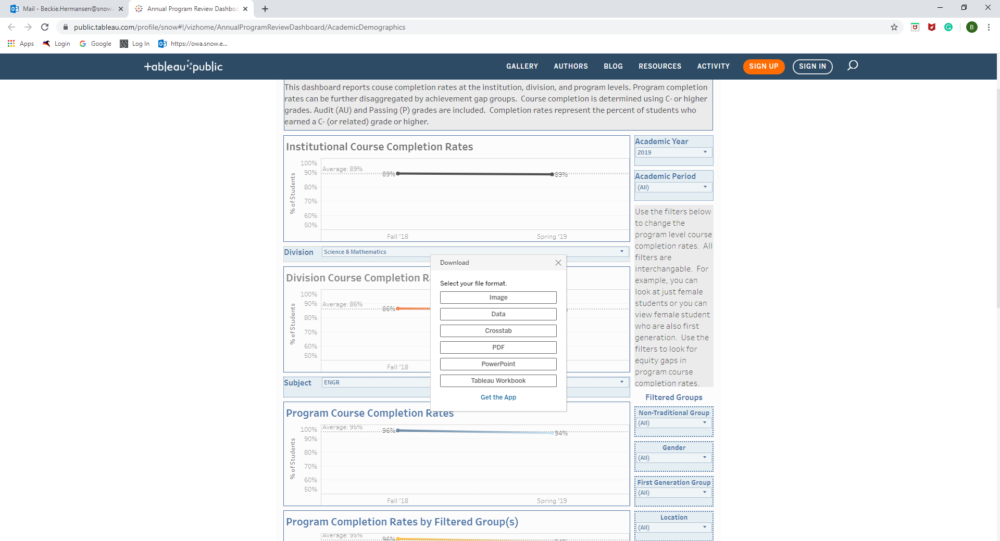 Mail - Beckie.Hermansen@snow.
Annual Program Review Dashbo
public.tableau.com/profile/snow#!/vizhome/AnnualProgramReviewDashboard/AcademicDemographics
B
Apps
Login
Google
Log In
https://owa.snow.e...
+ableau public
GALLERY
AUTHORS
BLOG
RESOURCES
ACTIVITY
SIGN UP
SIGN IN
This dashboard reports couse completion rates at the institution, division, and program levels. Program completion
rates can be further disaggregated by achievement gap groups. Course completion is determined using C- or higher
grades. Audit (AU) and Passing (P) grades are included. Completion rates represent the percent of students who
earned a C- (or related) grade or higher.
Institutional Course Completion Rates
% of Students
100%
90%
80%
70%
60%
50%
Average: 89%
89%
89%
Fall '18
Spring '19
Division
Science & Mathematics
Division Course Completion R
% of Students
100%
90%
80%
70%
60%
50%
Average: 86%
86%
Fall '18
Subject
ENGR
Download
Select your file format.
Image
Data
Crosstab
PDF
PowerPoint
Tableau Workbook
Get the App
Program Course Completion Rates
% of Students
100%
90%
80%
70%
60%
50%
Average: 95%
96%
94%
Fall '18
Spring '19
Program Completion Rates by Filtered Group(s)
Average: 95%
96%
94%
Academic Year
2019
Academic Period
(All)
Use the filters below
to change the
program level course
completion rates. All
filters are
interchangable. For
example, you can
look at just female
students or you can
view female student
who are also first
generation. Use the
filters to look for
equity gaps in
program course
completion rates.
Filtered Groups
Non-Traditional Group
(All)
Gender
(All)
First Generation Group
(All)
Location
(All)